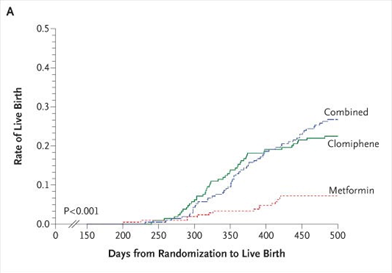 A
0.5
0.4
0.3
0.2
0.1
0.0
Rate of Live Birth
Combined
Clomiphene
Metformin
P<0.001
0 150 200 250 300 350 400 450 500
Days from Randomization to Live Birth